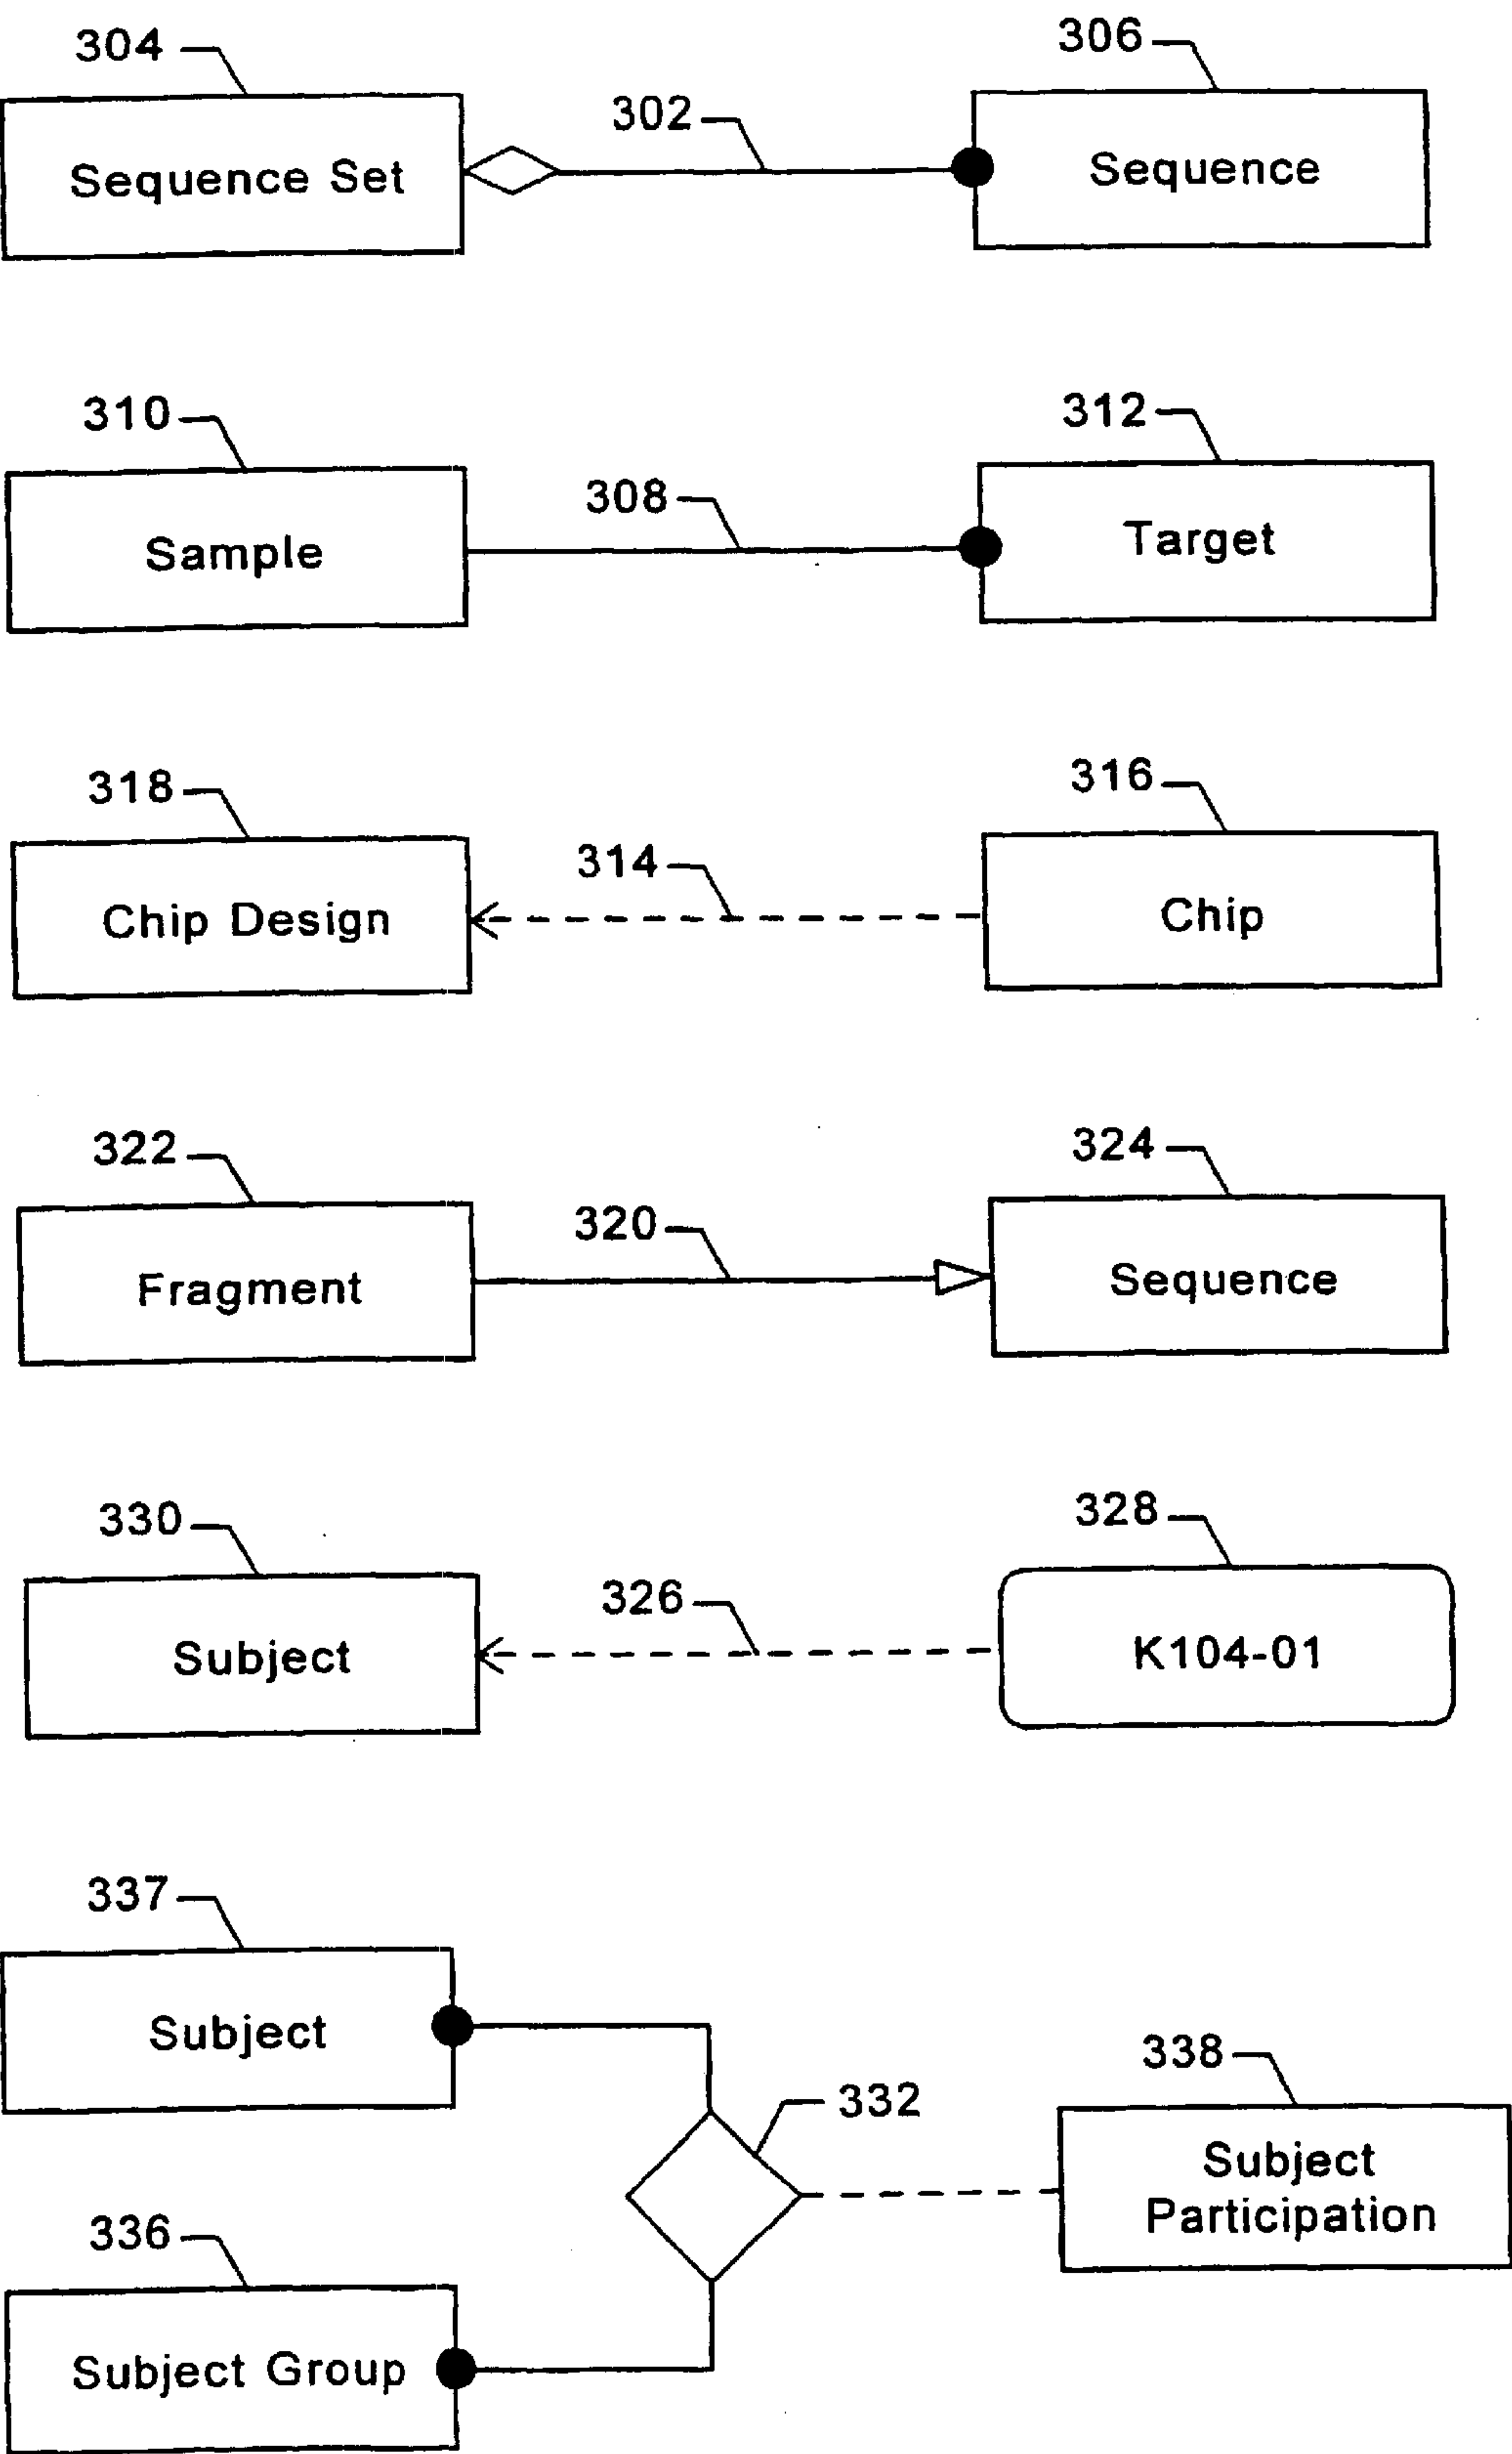 304
306
302
Sequence Set
Sequence
310
312
308
Sample
Target
318
316
314
Chip Design
Chip
322
324
320
Fragment
Sequence
330
328
326
Subject
K104-01
337
Subject
338
332
Subject
Participation
336
Subject Group